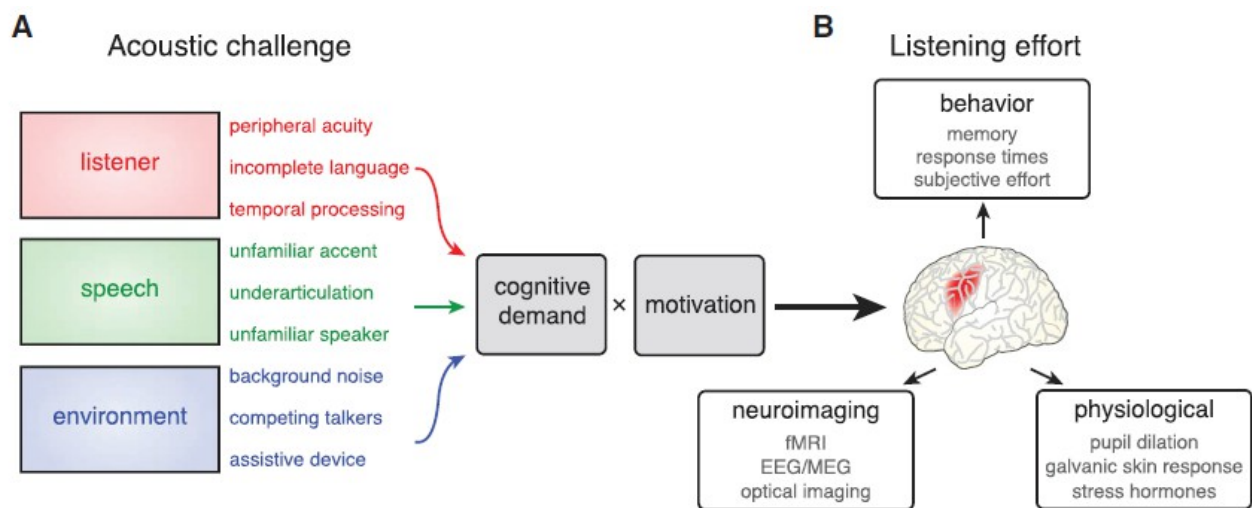 A
Acoustic challenge
listener
peripheral acuity
incomplete language
temporal processing
speech
unfamiliar accent
underarticulation
unfamiliar speaker
environment
background noise
competing talkers
assistive device
cognitive
demand
×
motivation
B
Listening effort
behavior
memory
response times
subjective effort
neuroimaging
fMRI
EEG/MEG
optical imaging
physiological
pupil dilation
galvanic skin response
stress hormones